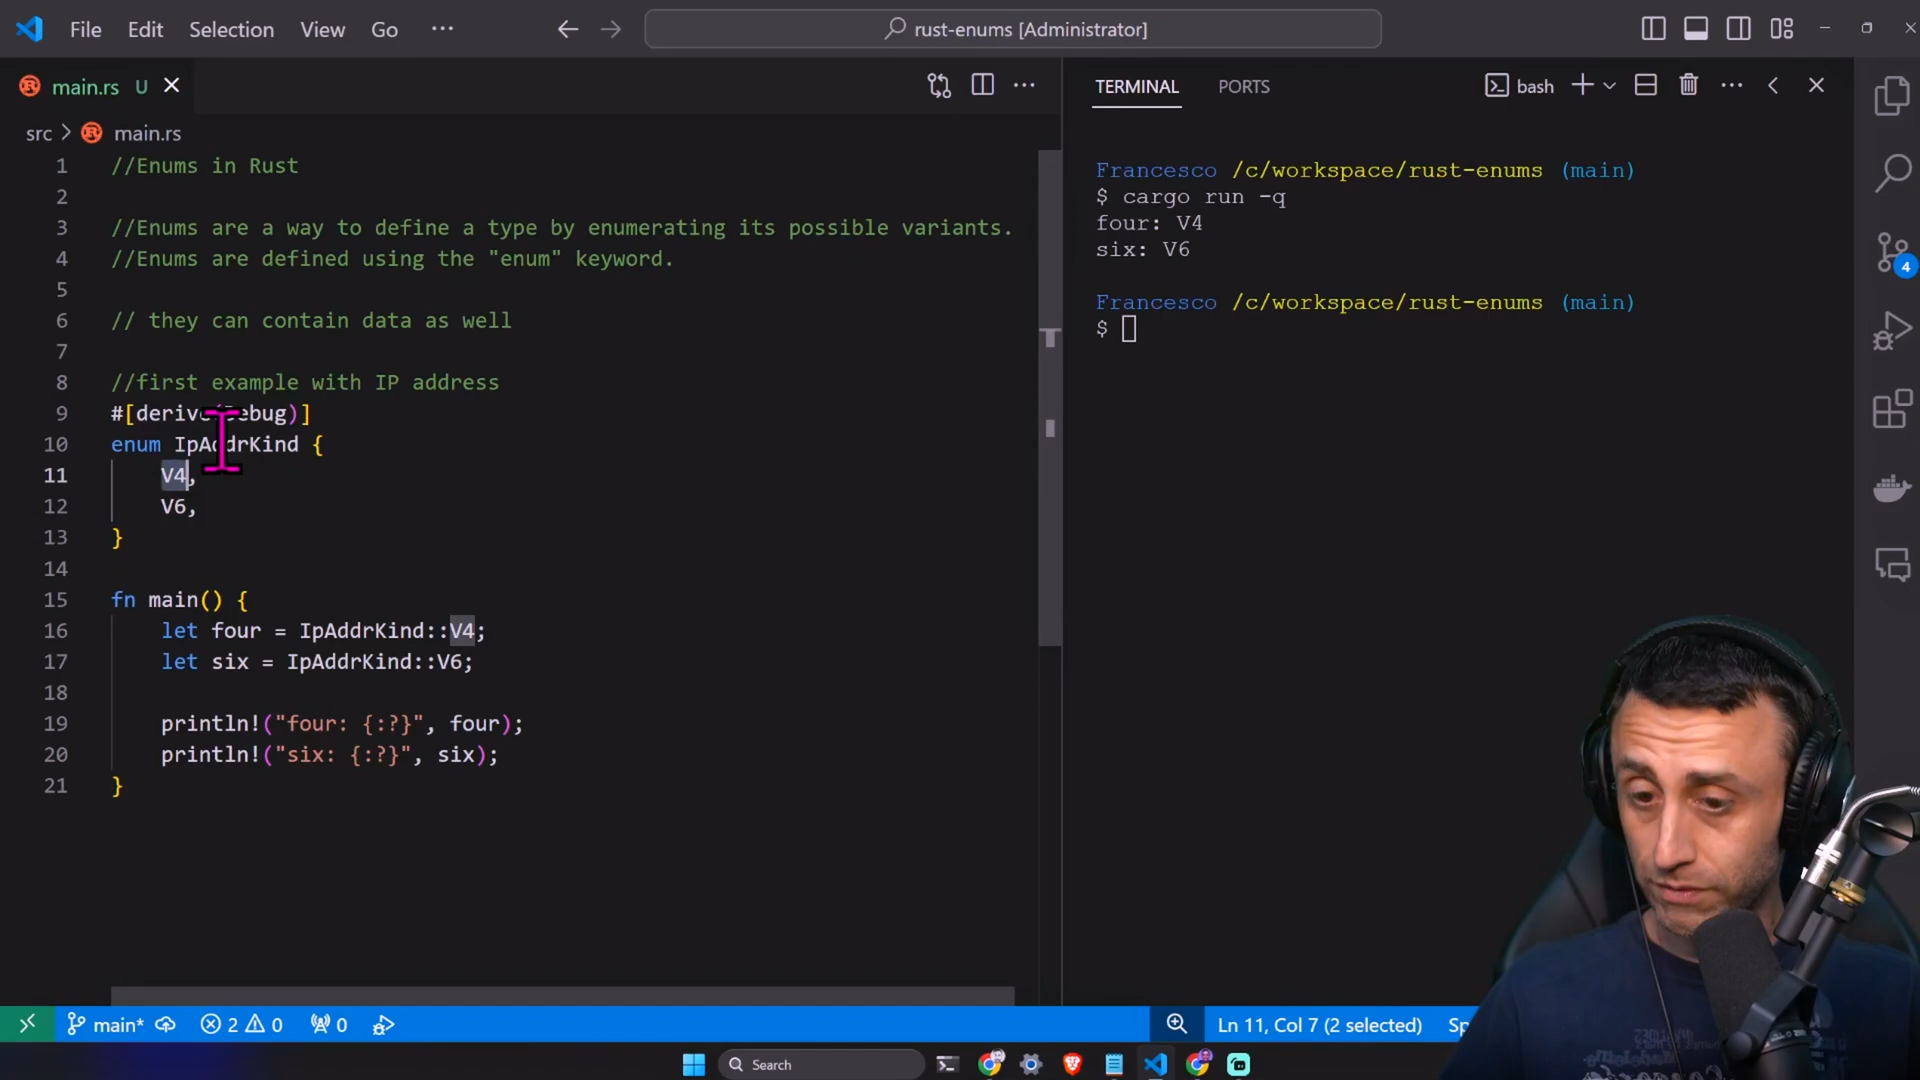 File Edit Selection View Go ··· rust-enums [Administrator]
main.rs U
src > main.rs
1 //Enums in Rust
2
3 //Enums are a way to define a type by enumerating its possible variants.
4 //Enums are defined using the "enum" keyword.
5
6 // they can contain data as well
7
8 //first example with IP address
9 #[derive(Debug)]
10 enum IpAddrKind {
11 V4,
12 V6,
13 }
14
15 fn main() {
16 let four = IpAddrKind::V4;
17 let six = IpAddrKind::V6;
18
19 println!("four: {:?}", four);
20 println!("six: {:?}", six);
21 }
TERMINAL PORTS bash
Francesco /c/workspace/rust-enums (main)
$ cargo run -q
four: V4
six: V6
Francesco /c/workspace/rust-enums (main)
$
4
main* 2 0 0 Ln 11, Col 7 (2 selected) Sp
Search